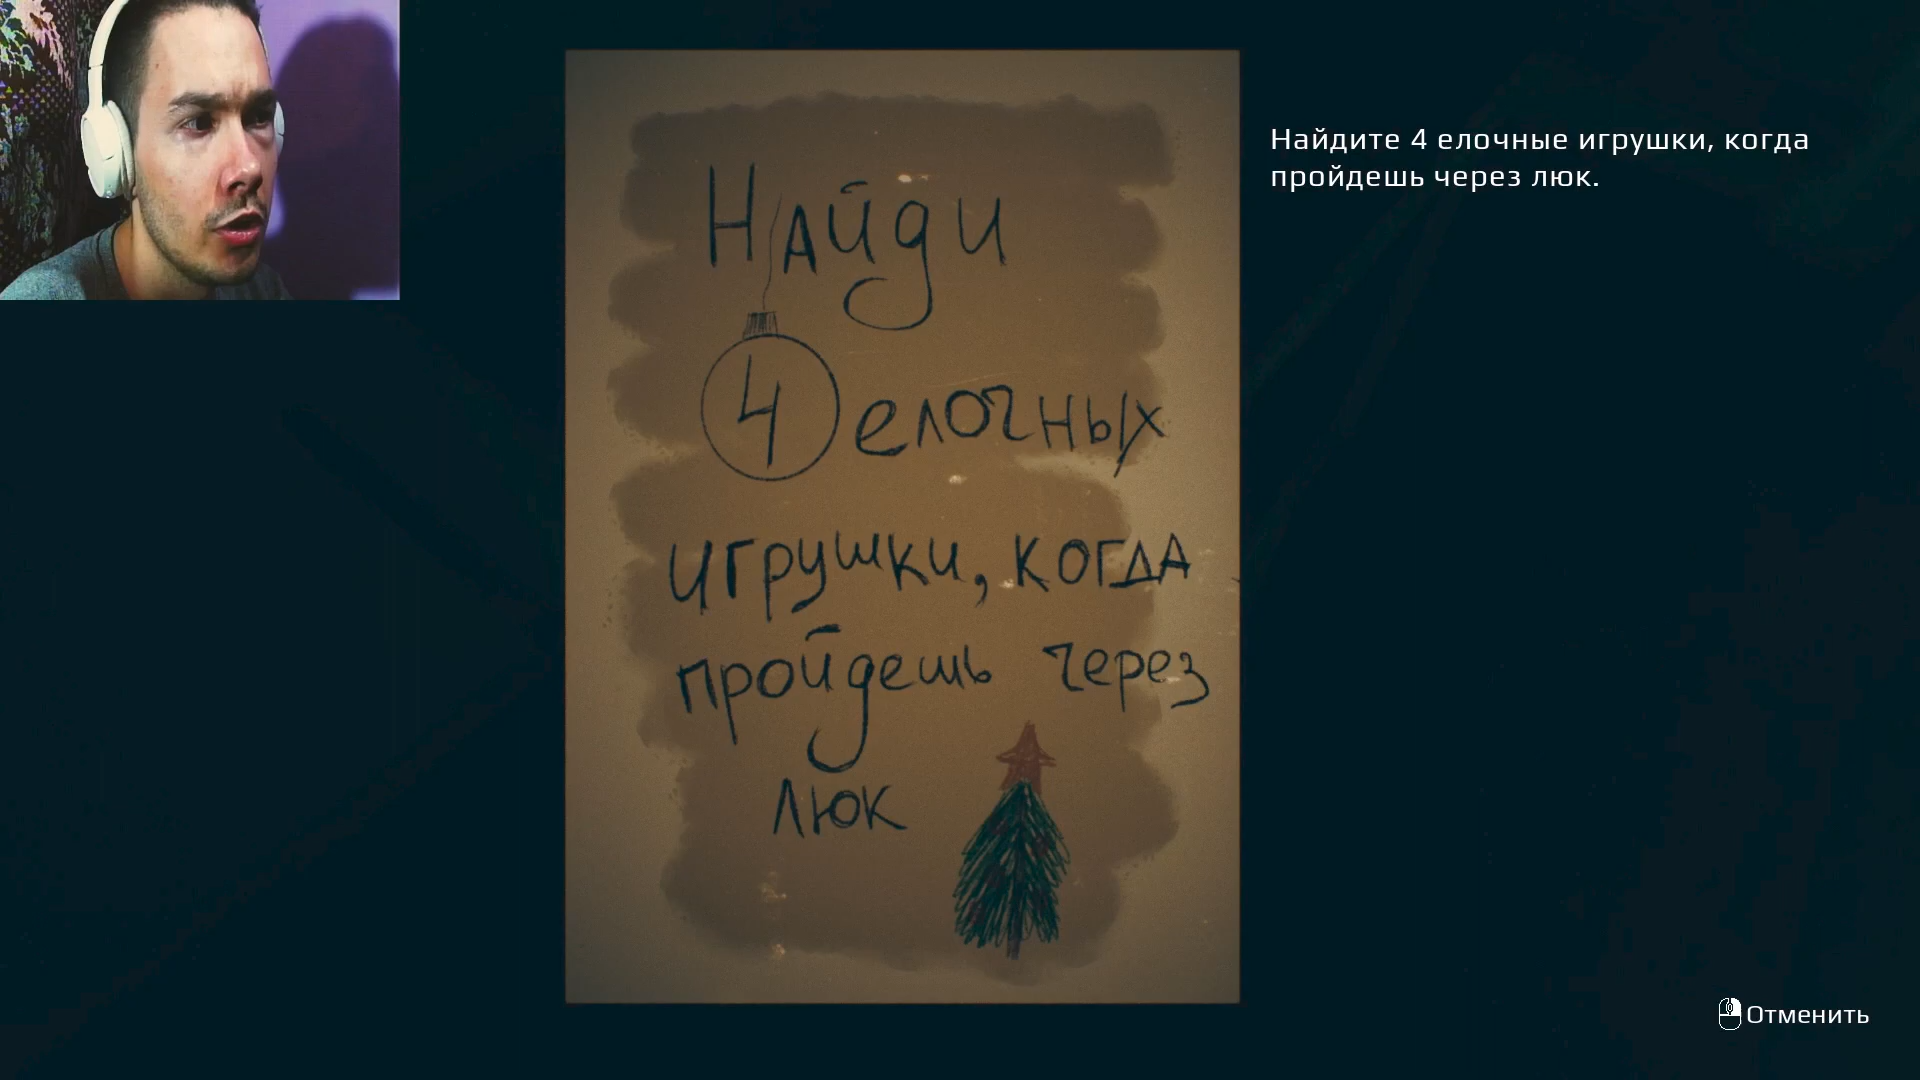 Найди
4 елочных
игрушки, когда
пройдешь через
люк
Найдите 4 елочные игрушки, когда
пройдешь через люк.
Отменить